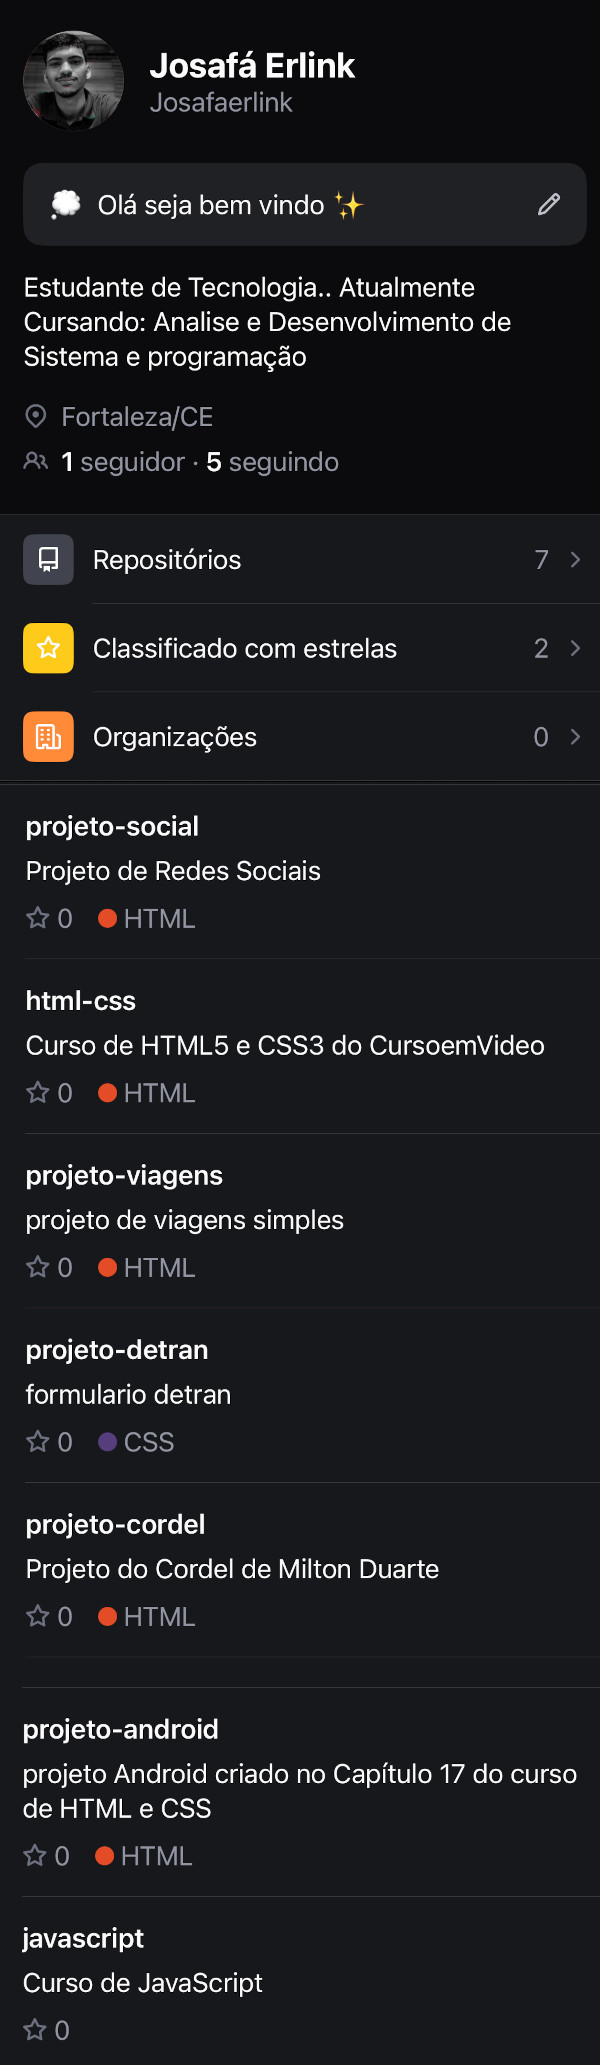 Josafá Erlink
Josafaerlink
Olá seja bem vindo
Estudante de Tecnologia.. Atualmente
Cursando: Analise e Desenvolvimento de
Sistema e programação
Fortaleza/CE
1 seguidor · 5 seguindo
Repositórios 7
Classificado com estrelas 2
Organizações 0
projeto-social
Projeto de Redes Sociais
0 HTML
html-css
Curso de HTML5 e CSS3 do CursoemVideo
0 HTML
projeto-viagens
projeto de viagens simples
0 HTML
projeto-detran
formulario detran
0 CSS
projeto-cordel
Projeto do Cordel de Milton Duarte
0 HTML
projeto-android
projeto Android criado no Capítulo 17 do curso
de HTML e CSS
0 HTML
javascript
Curso de JavaScript
0